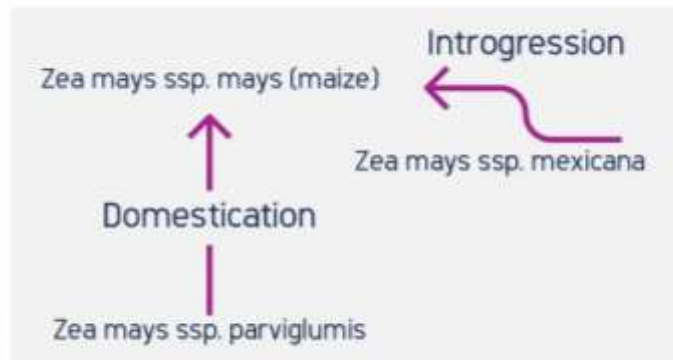 Introgression
Zea mays ssp. mays (maize)
Zea mays ssp. mexicana
Domestication
Zea mays ssp. parviglumis